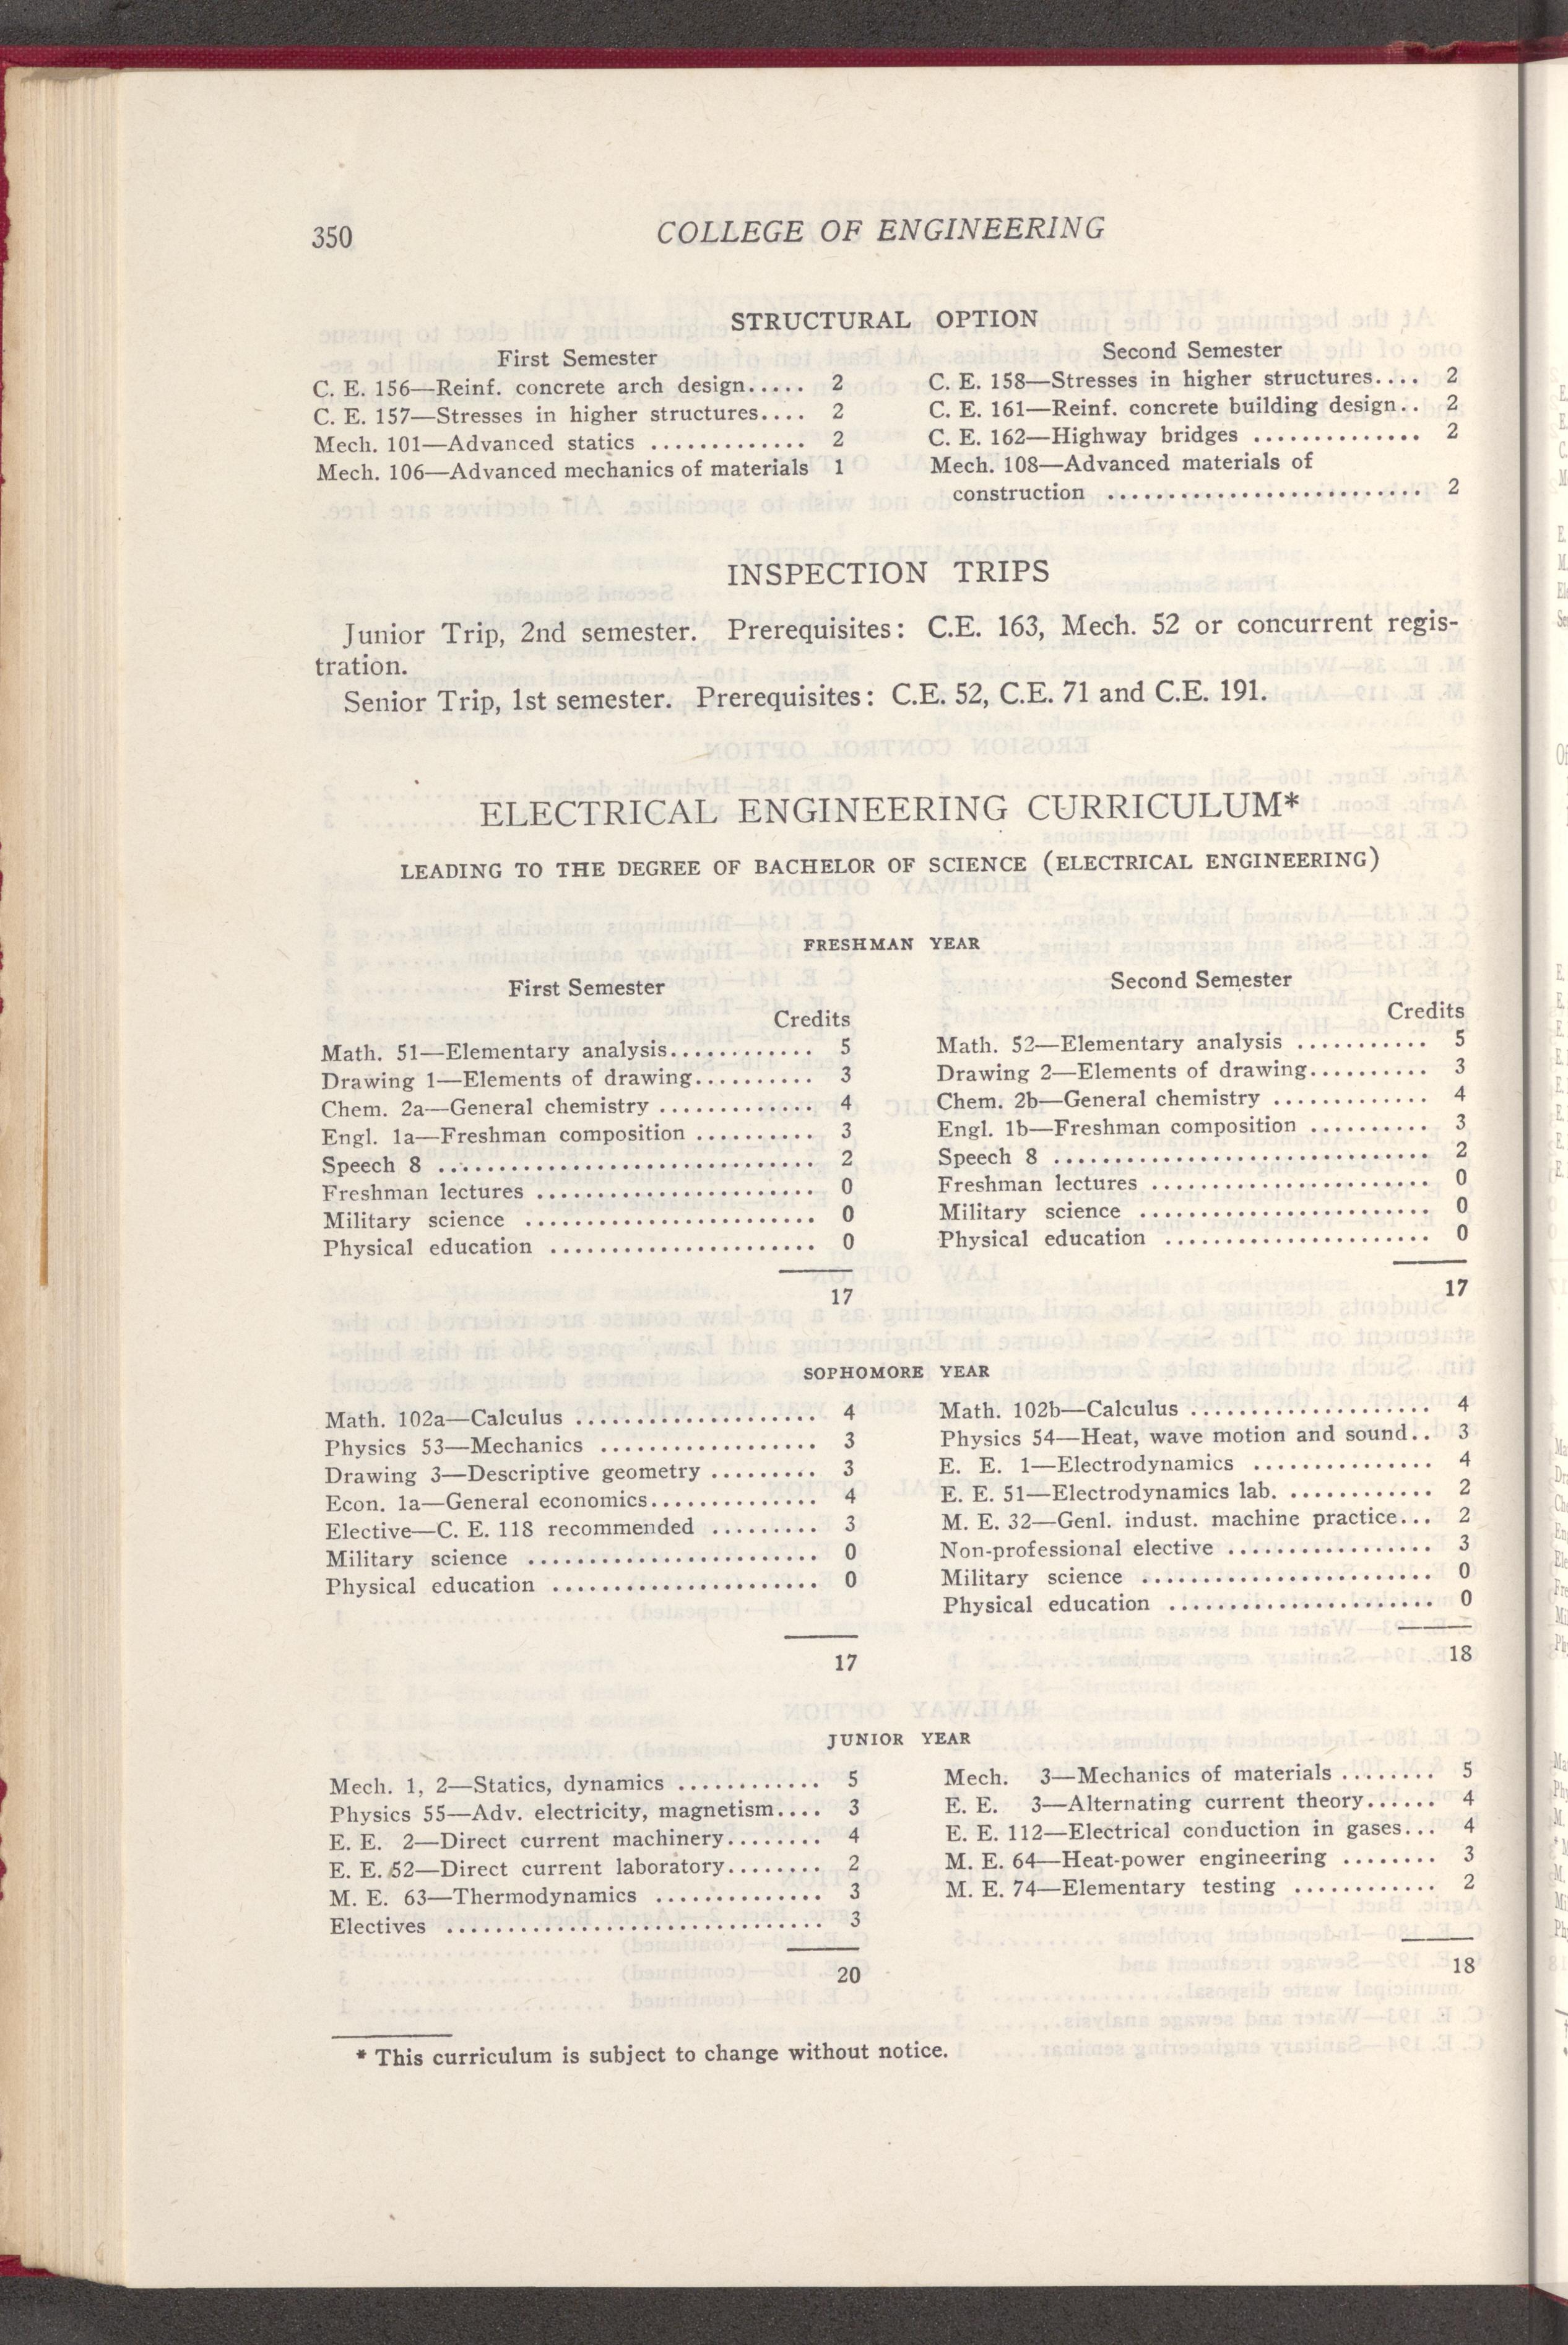 350
COLLEGE OF ENGINEERING
STRUCTURAL OPTION
First Semester
C. E. 156—Reinf. concrete arch design..... 2
C. E. 157—Stresses in higher structures.... 2
Mech. 101—Advanced statics ............. 2
Mech. 106—Advanced mechanics of materials 1
Second Semester
C. E. 158—Stresses in higher structures.... 2
C. E. 161—Reinf. concrete building design.. 2
C. E. 162—Highway bridges .............. 2
Mech. 108—Advanced materials of
construction .......................... 2
INSPECTION TRIPS
Junior Trip, 2nd semester. Prerequisites: C.E. 163, Mech. 52 or concurrent regis-
tration.
Senior Trip, 1st semester. Prerequisites: C.E. 52, C.E. 71 and C.E. 191.
ELECTRICAL ENGINEERING CURRICULUM*
LEADING TO THE DEGREE OF BACHELOR OF SCIENCE (ELECTRICAL ENGINEERING)
FRESHMAN YEAR
First Semester
Credits
Math. 51—Elementary analysis............ 5
Drawing 1—Elements of drawing.......... 3
Chem. 2a—General chemistry ............. 4
Engl. 1a—Freshman composition .......... 3
Speech 8 ............................... 2
Freshman lectures ....................... 0
Military science ........................ 0
Physical education ...................... 0
17
Second Semester
Credits
Math. 52—Elementary analysis ........... 5
Drawing 2—Elements of drawing.......... 3
Chem. 2b—General chemistry ............. 4
Engl. 1b—Freshman composition .......... 3
Speech 8 ............................... 2
Freshman lectures ....................... 0
Military science ........................ 0
Physical education ...................... 0
17
SOPHOMORE YEAR
Math. 102a—Calculus .................... 4
Physics 53—Mechanics .................. 3
Drawing 3—Descriptive geometry ......... 3
Econ. 1a—General economics.............. 4
Elective—C. E. 118 recommended ......... 3
Military science ........................ 0
Physical education ...................... 0
17
Math. 102b—Calculus .................... 4
Physics 54—Heat, wave motion and sound.. 3
E. E. 1—Electrodynamics ............... 4
E. E. 51—Electrodynamics lab. ............ 2
M. E. 32—Genl. indust. machine practice... 2
Non-professional elective ................. 3
Military science ........................ 0
Physical education ...................... 0
18
JUNIOR YEAR
Mech. 1, 2—Statics, dynamics ............ 5
Physics 55—Adv. electricity, magnetism.... 3
E. E. 2—Direct current machinery........ 4
E. E. 52—Direct current laboratory........ 2
M. E. 63—Thermodynamics .............. 3
Electives ............................... 3
20
Mech. 3—Mechanics of materials ........ 5
E. E. 3—Alternating current theory...... 4
E. E. 112—Electrical conduction in gases... 4
M. E. 64—Heat-power engineering ........ 3
M. E. 74—Elementary testing ............ 2
18
* This curriculum is subject to change without notice.